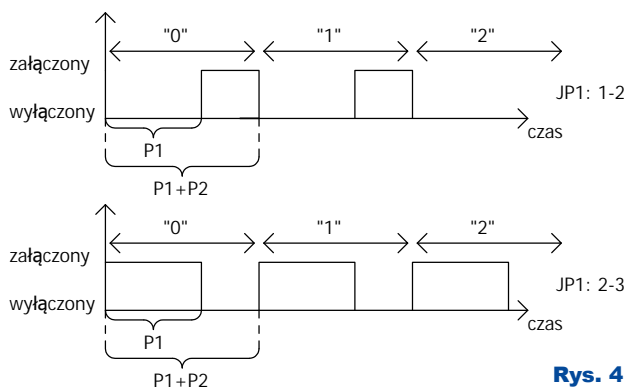 "0" "1" "2"
załączony
JP1: 1-2
wyłączony
czas
P1
P1+P2
"0" "1" "2"
załączony
JP1: 2-3
wyłączony
czas
P1
P1+P2
Rys. 4